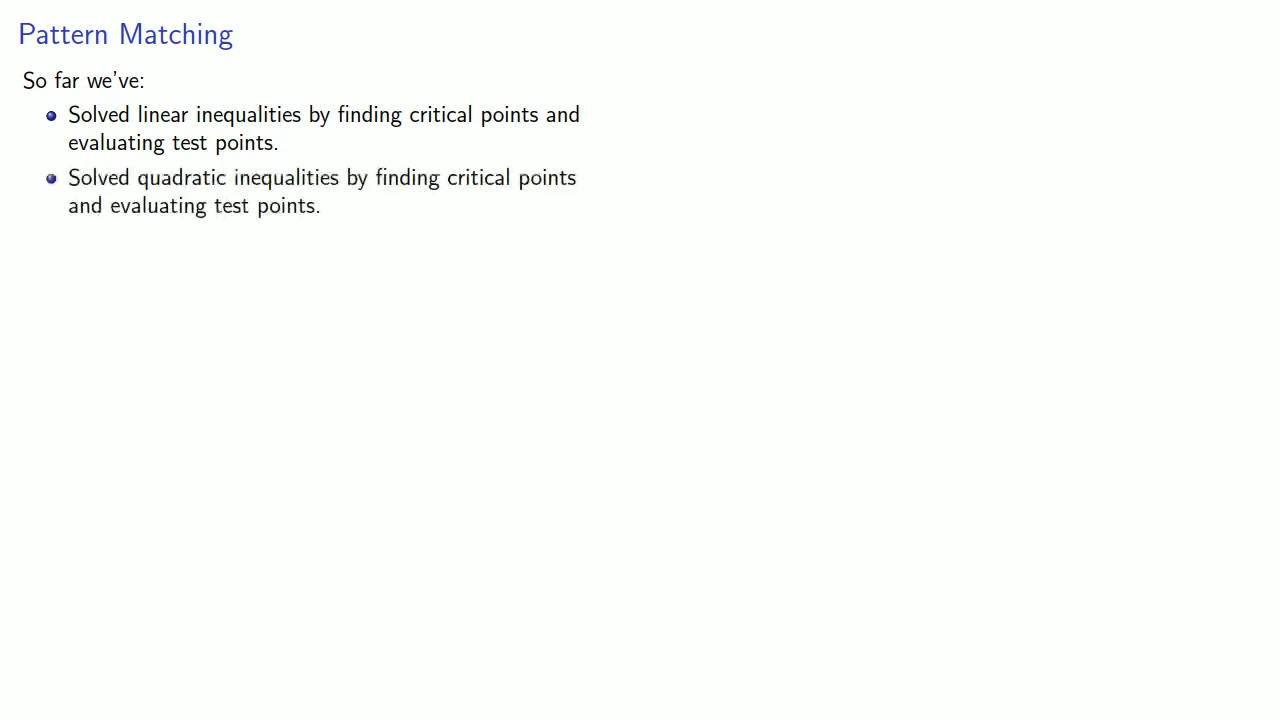 Pattern Matching
So far we've:
Solved linear inequalities by finding critical points and
evaluating test points.
Solved quadratic inequalities by finding critical points
and evaluating test points.